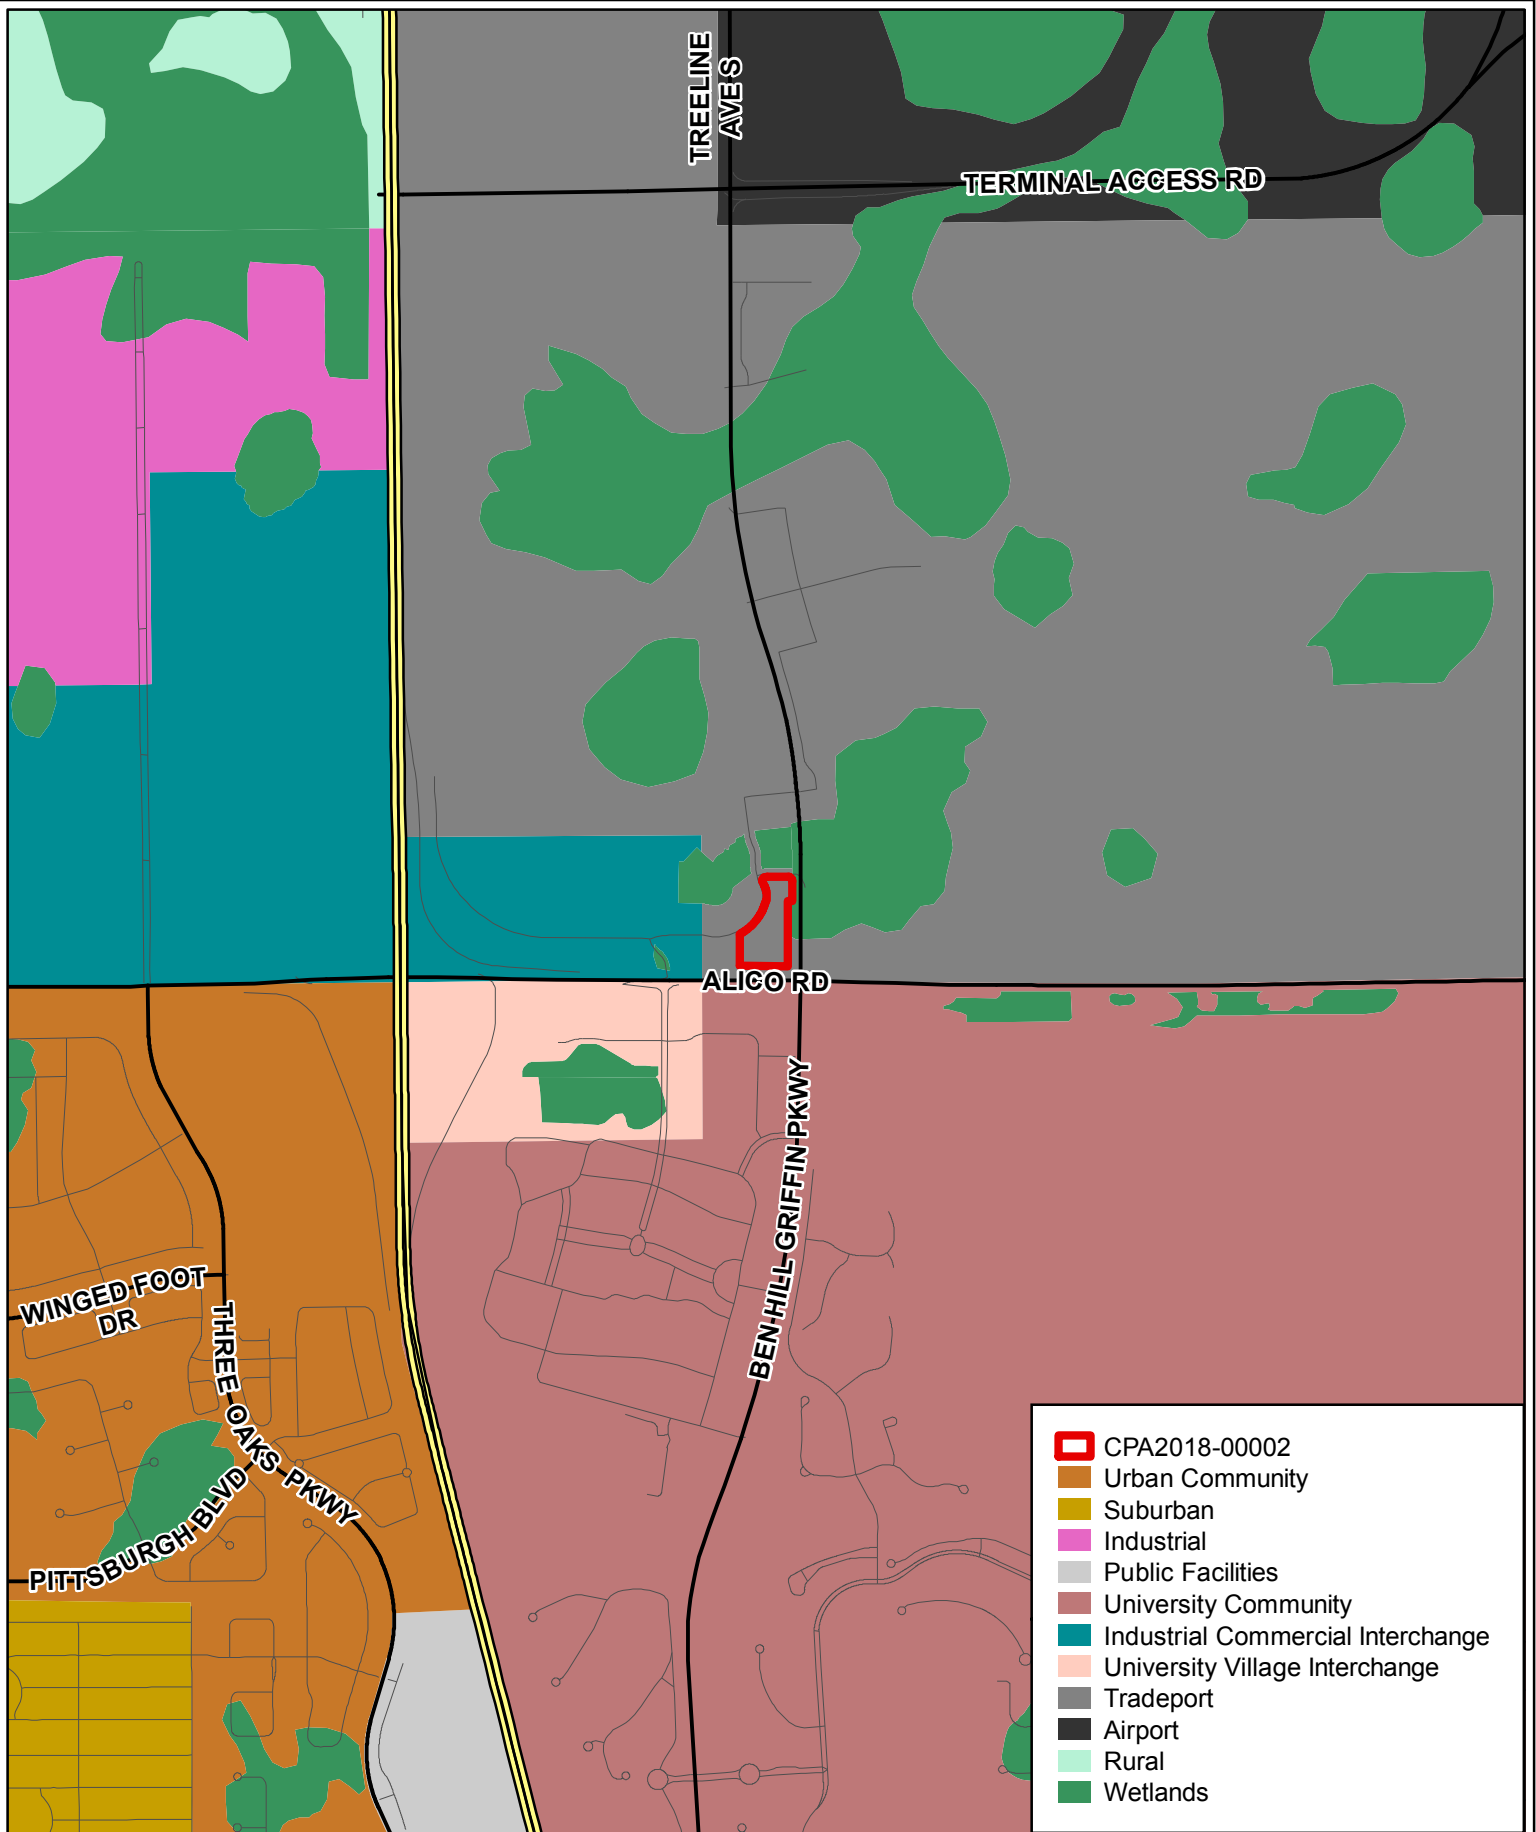 TREELINE
AVE S
TERMINAL ACCESS RD
ALICO RD
BEN HILL GRIFFIN PKWY
WINGED FOOT
DR
THREE OAKS PKWY
PITTSBURGH BLVD
CPA2018-00002
Urban Community
Suburban
Industrial
Public Facilities
University Community
Industrial Commercial Interchange
University Village Interchange
Tradeport
Airport
Rural
Wetlands